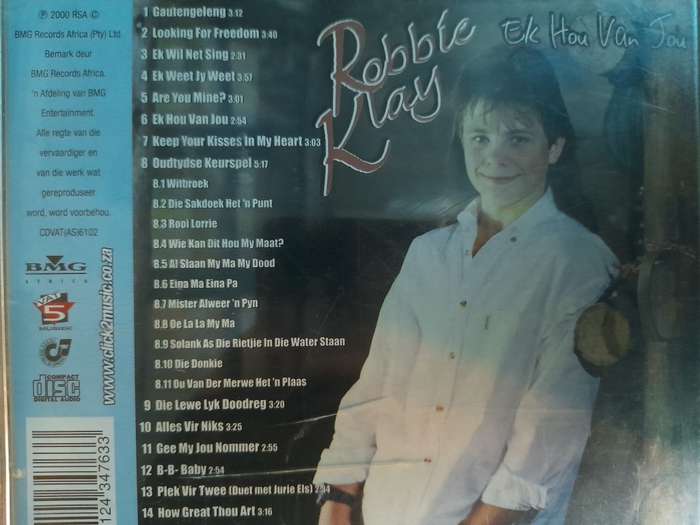 ℗ 2000 RSA ©
BMG Records Africa (Pty) Ltd
Bemark deur
BMG Records Africa.
'n Afdeling van BMG
Entertainment.
Alle regte van die
vervaardiger en
van die werk wat
gereproduseer
word, word voorbehou.
CDVAT(AS)6102
BMG
AFRICA
VAT
5
MUSIEK
COMPACT
disc
DIGITAL AUDIO
www.click2music.co.za
124 347633
1 Gautengeleng 3:12
2 Looking For Freedom 3:40
3 Ek Wil Net Sing 2:31
4 Ek Weet Jy Weet 3:57
5 Are You Mine? 3:01
6 Ek Hou Van Jou 2:54
7 Keep Your Kisses In My Heart 3:03
8 Oudtydse Keurspel 5:17
8.1 Witbroek
8.2 Die Sakdoek Het 'n Punt
8.3 Rooi Lorrie
8.4 Wie Kan Dit Hou My Maat?
8.5 Al Slaan My Ma My Dood
8.6 Eina Ma Eina Pa
8.7 Mister Alweer 'n Pyn
8.8 Oe La La My Ma
8.9 Solank As Die Rietjie In Die Water Staan
8.10 Die Donkie
8.11 Ou Van Der Merwe Het 'n Plaas
9 Die Lewe Lyk Doodreg 3:20
10 Alles Vir Niks 3:25
11 Gee My Jou Nommer 2:55
12 B-B- Baby 2:54
13 Plek Vir Twee (Duet met Jurie Els)
14 How Great Thou Art 3:16
Robbie
Klay
Ek Hou Van Jou